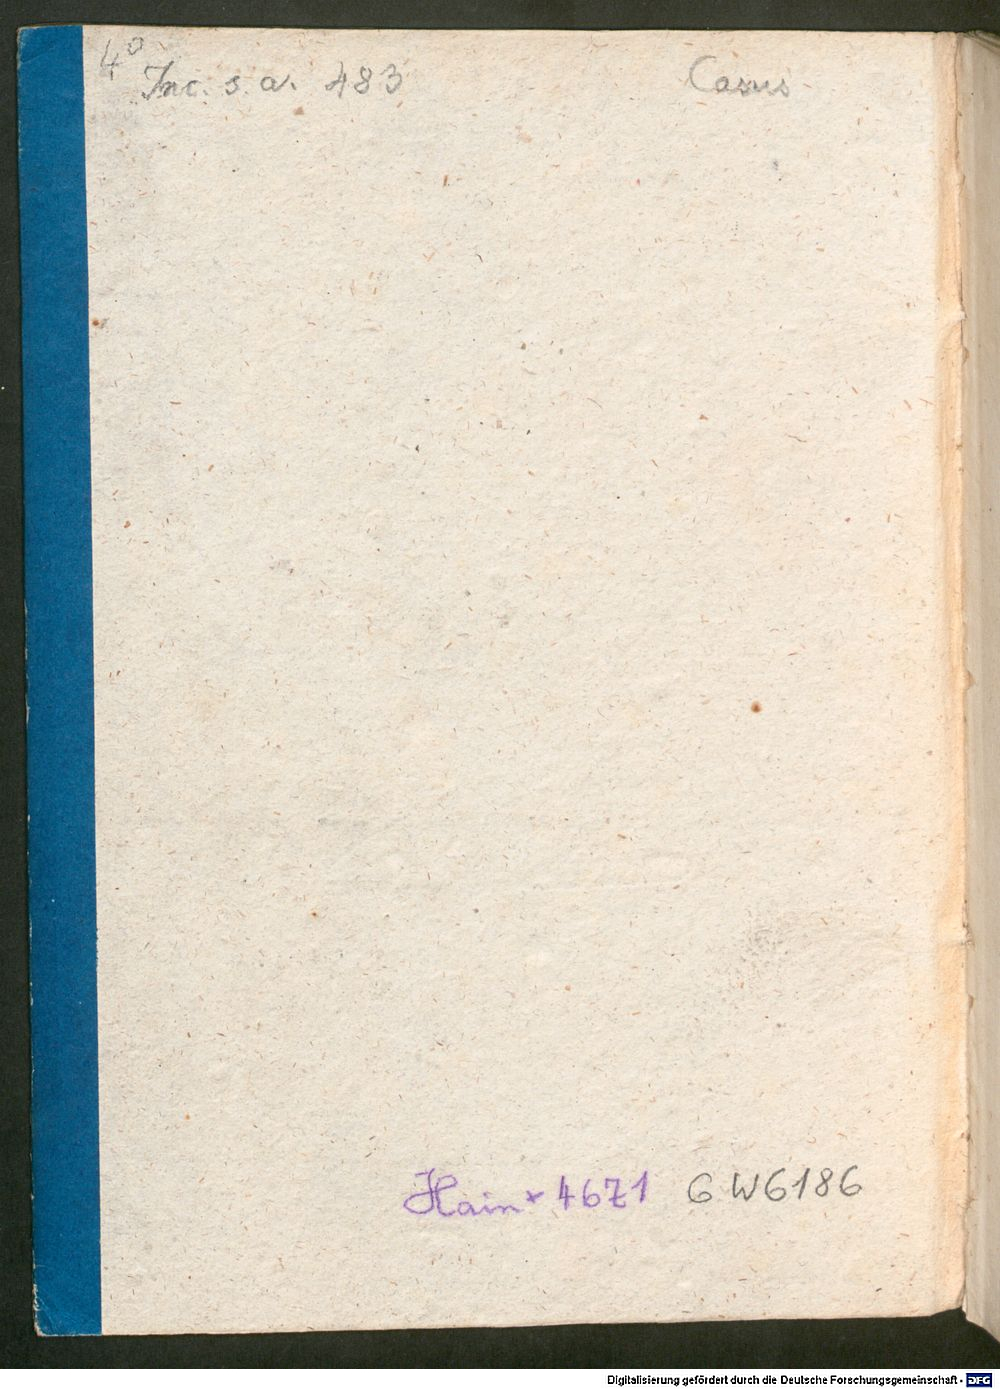 4°
Inc. s. a. 483 Casus
Hain* 4671 GW6186
Digitalisierung gefördert durch die Deutsche Forschungsgemeinschaft - DFG